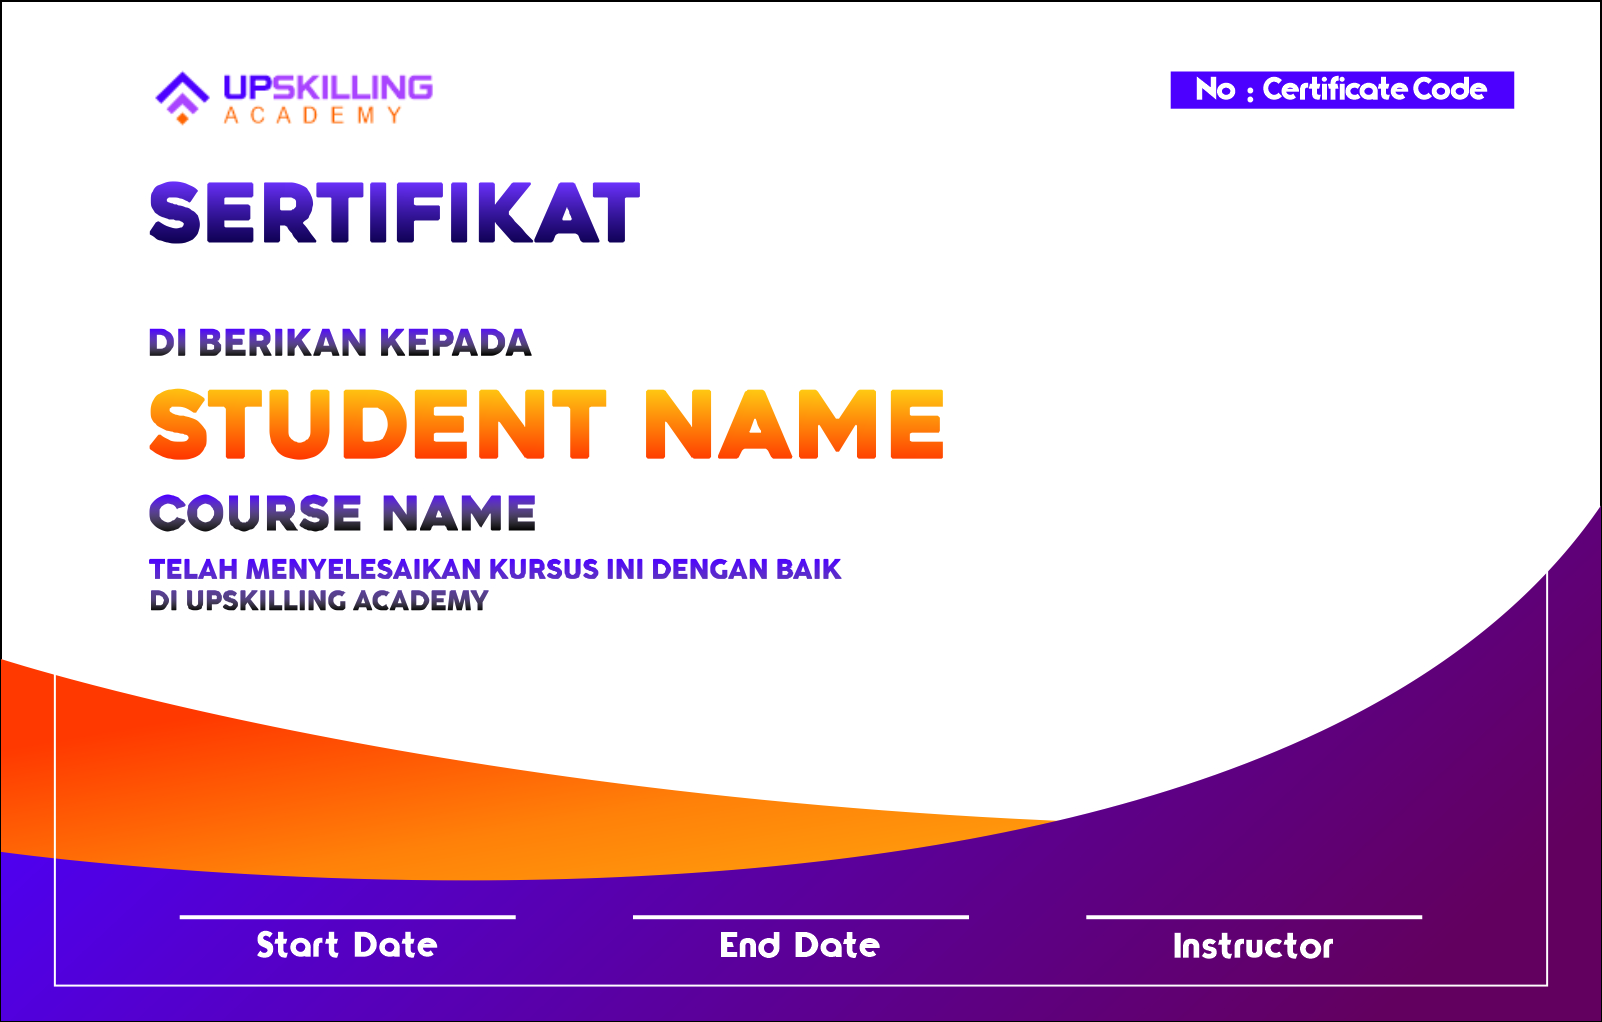 UPSKILLING
ACADEMY
No : Certificate Code
SERTIFIKAT
DI BERIKAN KEPADA
STUDENT NAME
COURSE NAME
TELAH MENYELESAIKAN KURSUS INI DENGAN BAIK
DI UPSKILLING ACADEMY
Start Date
End Date
Instructor